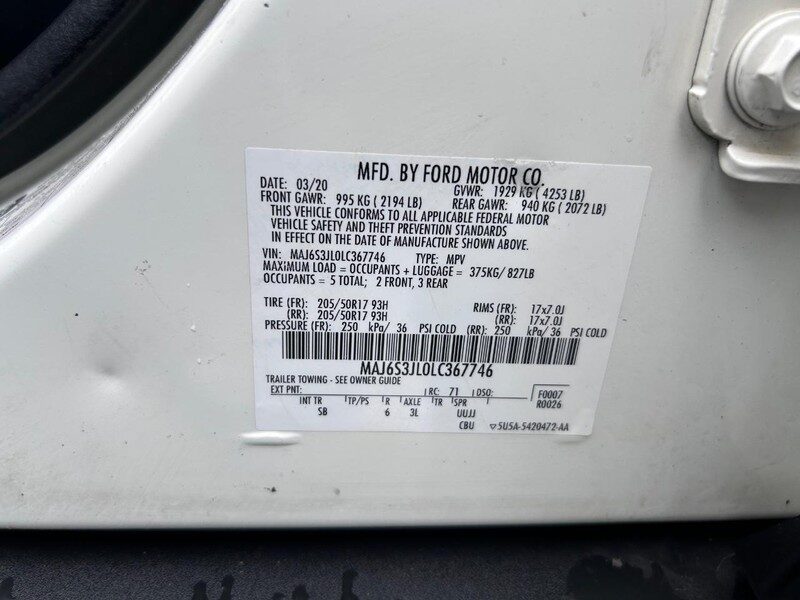 MFD. BY FORD MOTOR CO.
DATE: 03/20 GVWR: 1929 KG ( 4253 LB)
FRONT GAWR: 995 KG ( 2194 LB) REAR GAWR: 940 KG ( 2072 LB)
THIS VEHICLE CONFORMS TO ALL APPLICABLE FEDERAL MOTOR
VEHICLE SAFETY AND THEFT PREVENTION STANDARDS
IN EFFECT ON THE DATE OF MANUFACTURE SHOWN ABOVE.
VIN: MAJ6S3JL0LC367746 TYPE: MPV
MAXIMUM LOAD = OCCUPANTS + LUGGAGE = 375KG/ 827LB
OCCUPANTS = 5 TOTAL; 2 FRONT, 3 REAR
TIRE (FR): 205/50R17 93H RIMS (FR): 17x7.0J
(RR): 205/50R17 93H (RR): 17x7.0J
PRESSURE (FR): 250 kPa/ 36 PSI COLD (RR): 250 kPa/ 36 PSI COLD
MAJ6S3JL0LC367746
TRAILER TOWING - SEE OWNER GUIDE
EXT PNT: RC: 71 DSO: F0007
R0026
INT TR TP/PS R AXLE TR SPR
SB 6 3L UUJJ
CBU ▽5U5A-5420472-AA